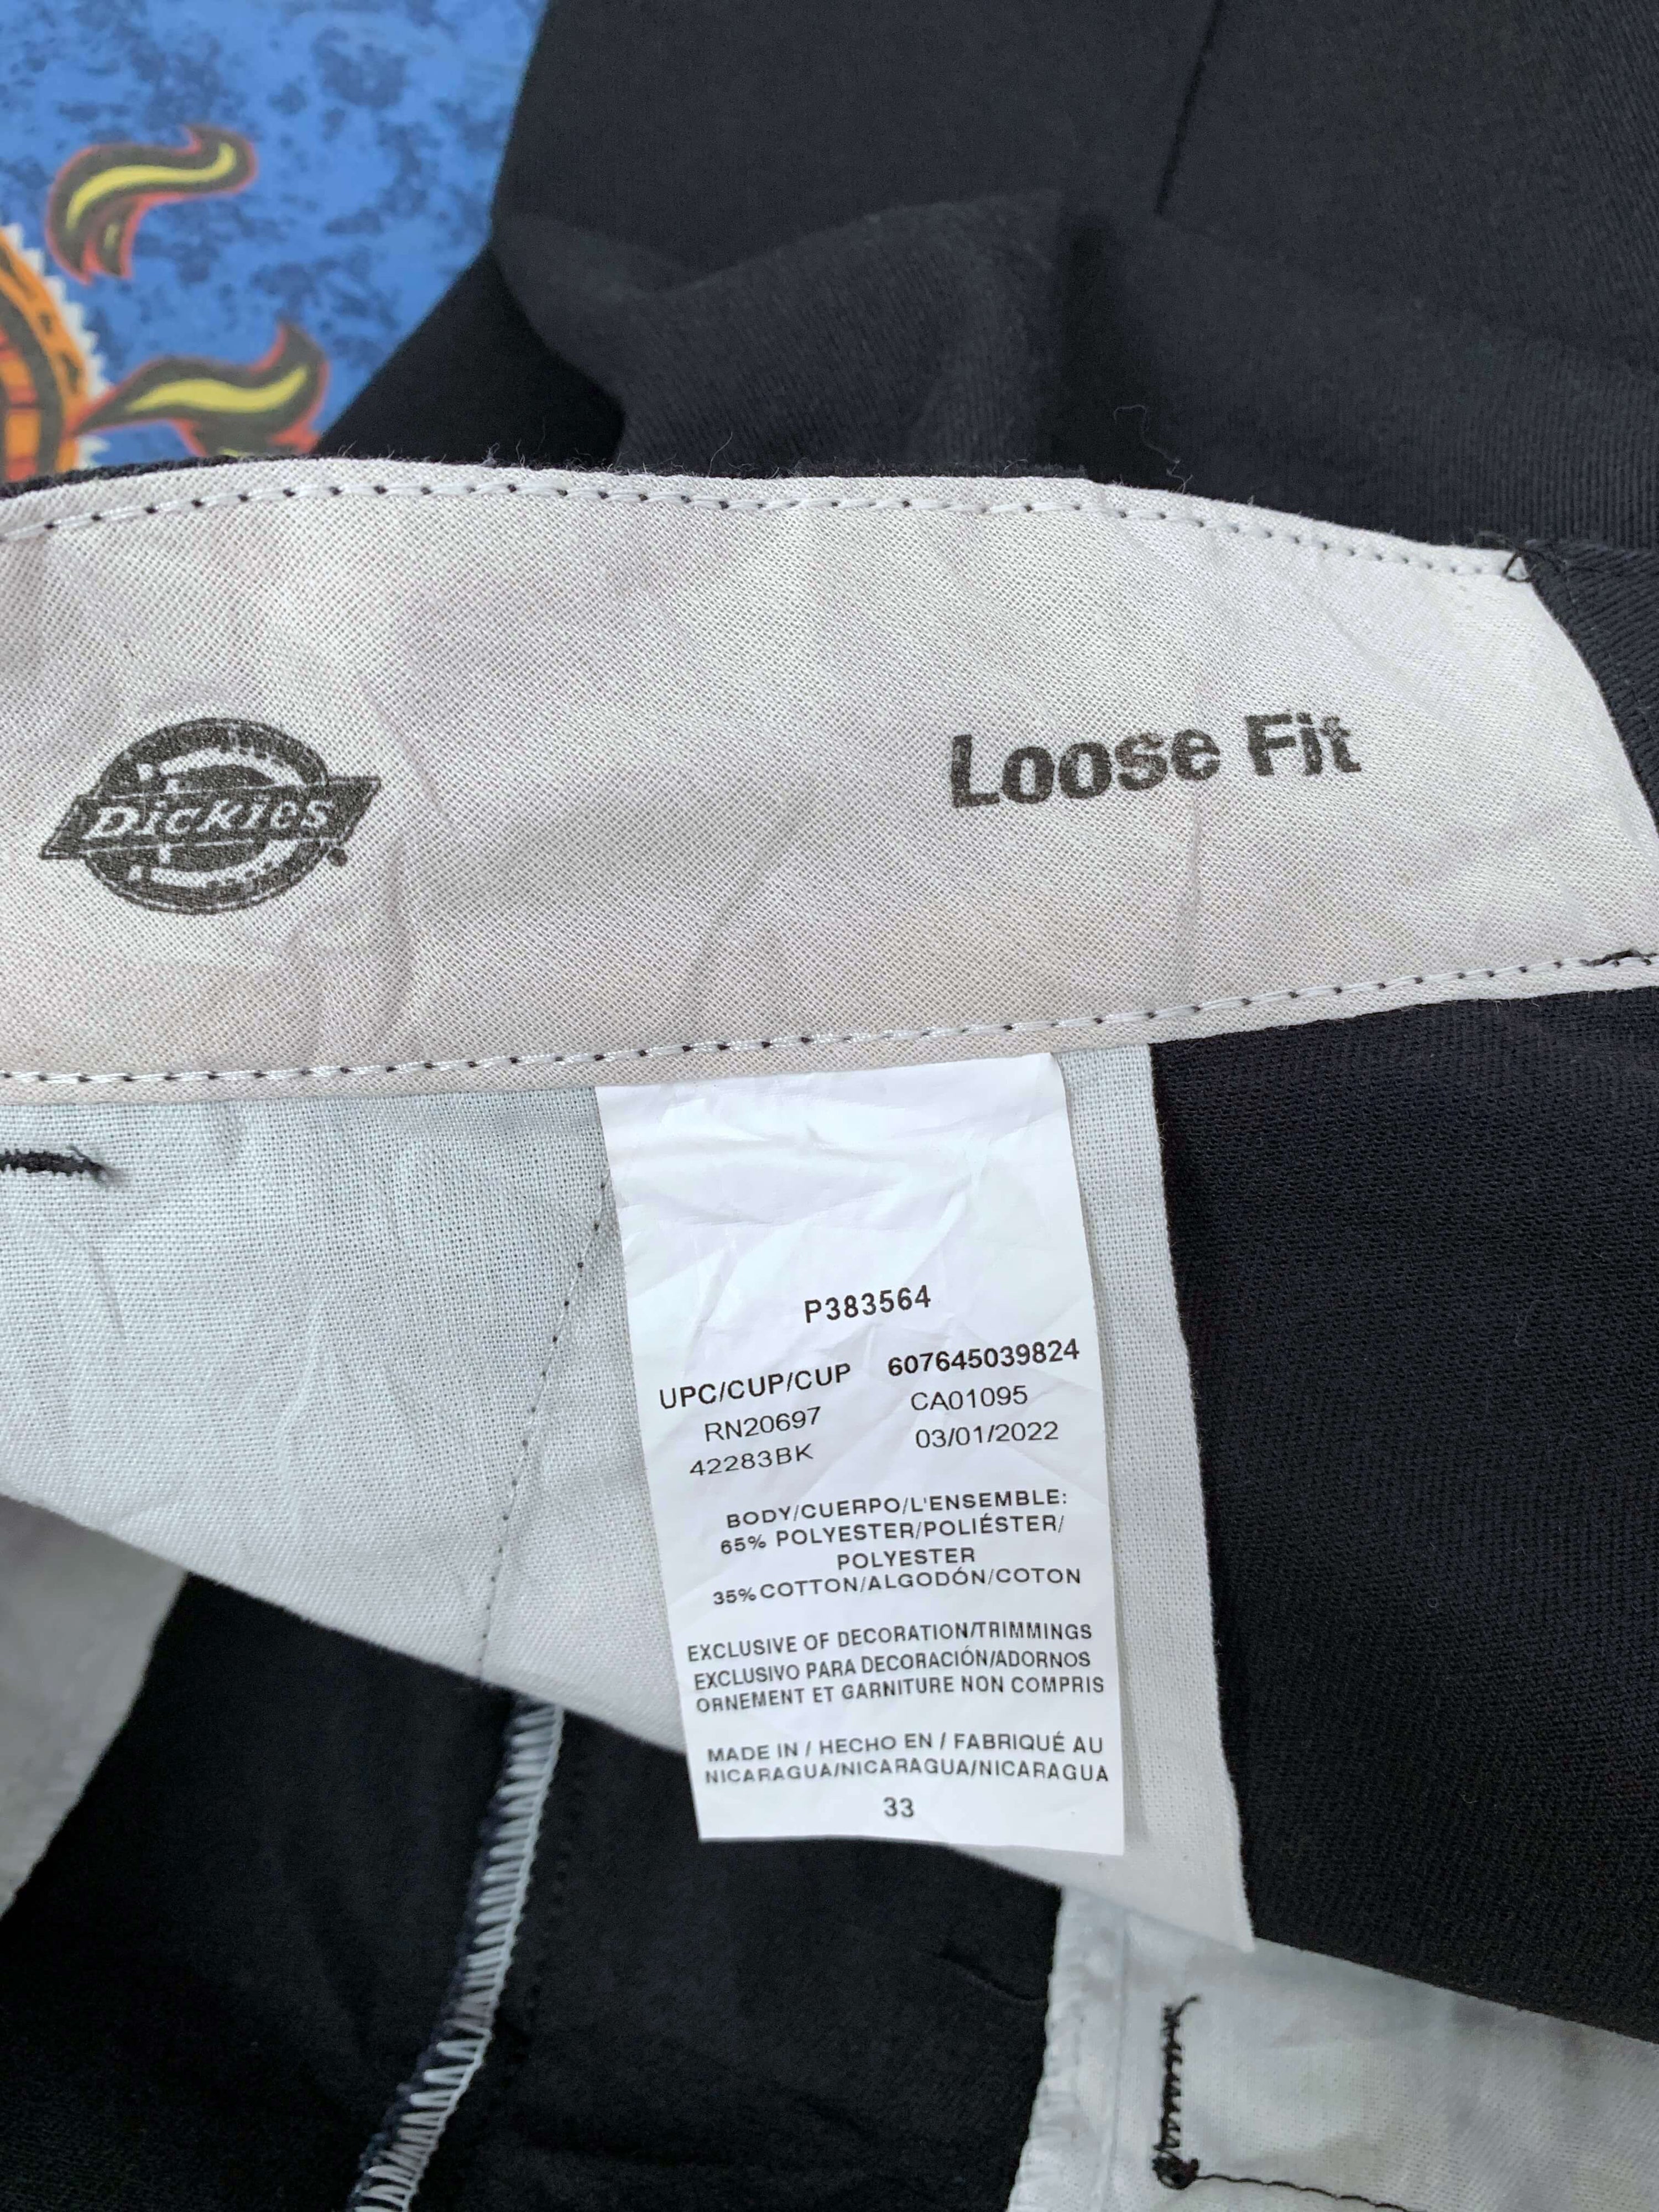 Dickies
Loose Fit
P383564
UPC/CUP/CUP 607645039824
RN20697 CA01095
42283BK 03/01/2022
BODY/CUERPO/L'ENSEMBLE:
65% POLYESTER/POLIÉSTER/
POLYESTER
35%COTTON/ALGODÓN/COTON
EXCLUSIVE OF DECORATION/TRIMMINGS
EXCLUSIVO PARA DECORACIÓN/ADORNOS
ORNEMENT ET GARNITURE NON COMPRIS
MADE IN / HECHO EN / FABRIQUÉ AU
NICARAGUA/NICARAGUA/NICARAGUA
33